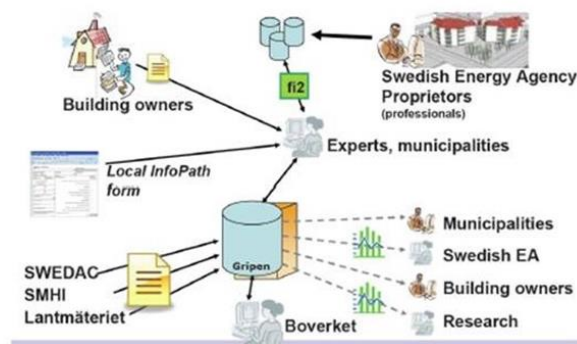 Building owners
fi2
Swedish Energy Agency
Proprietors
(professionals)
Experts, municipalities
Local InfoPath
form
Gripen
SWEDAC
SMHI
Lantmäteriet
Boverket
Municipalities
Swedish EA
Building owners
Research